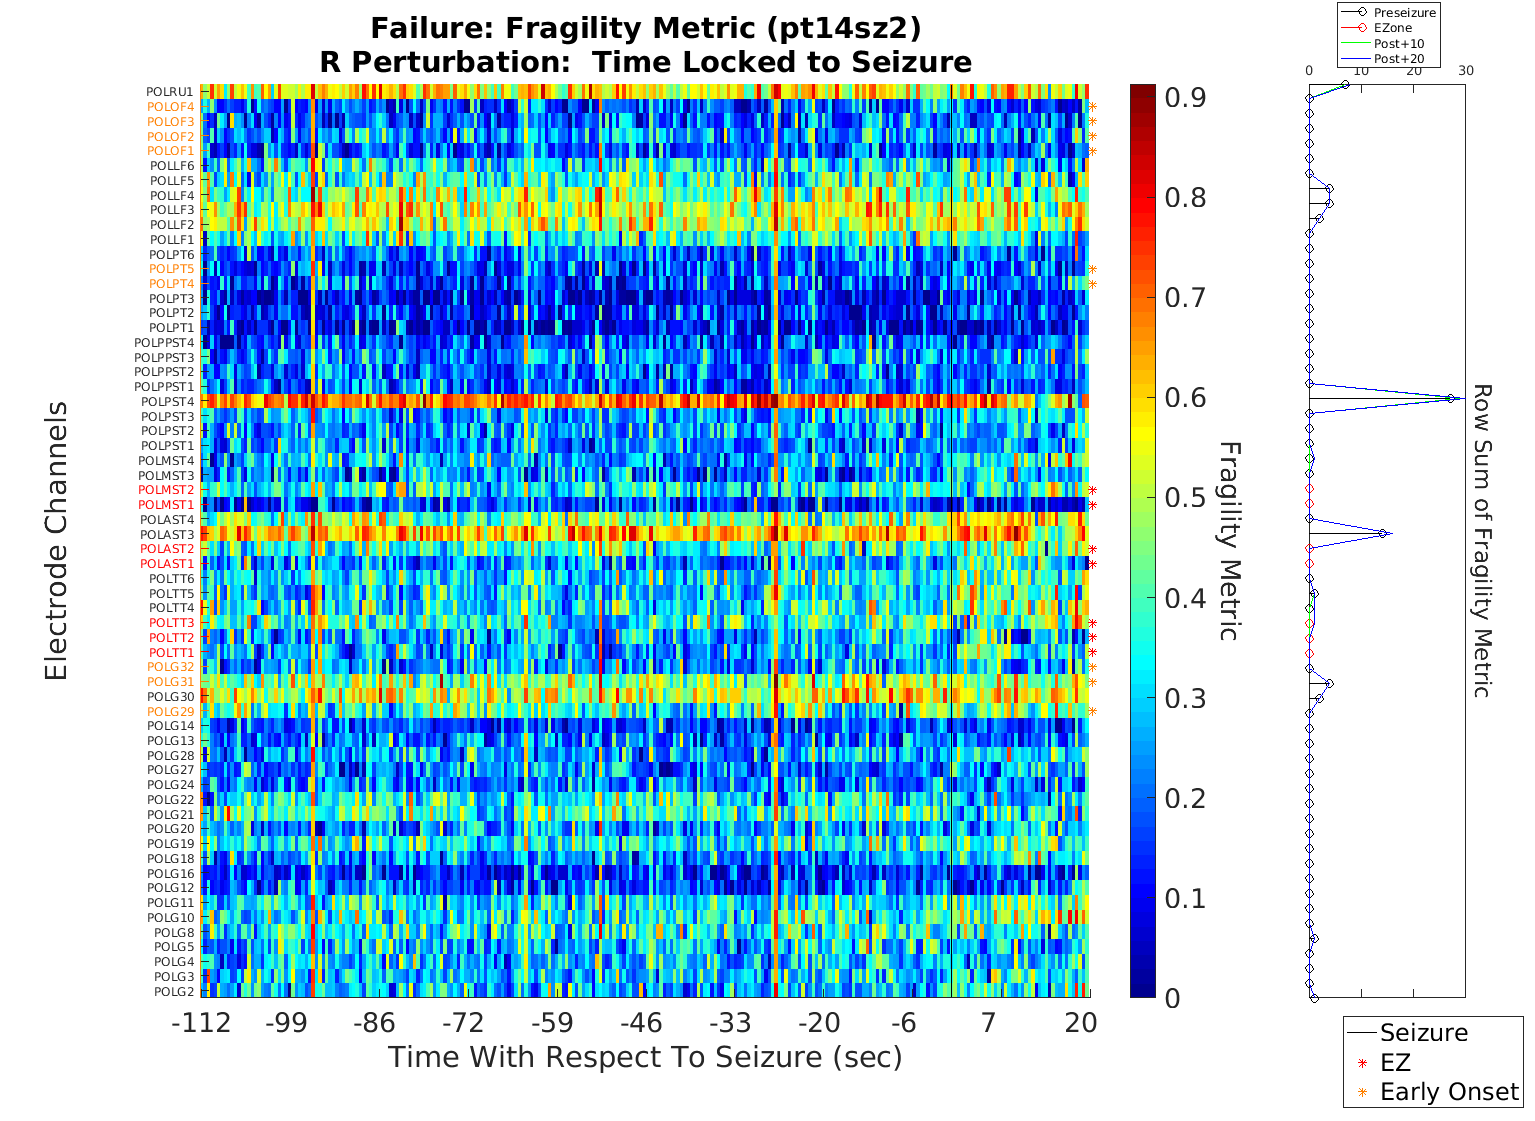 Failure: Fragility Metric (pt14sz2)
R Perturbation:  Time Locked to Seizure
Electrode Channels
POLRU1
POLOF4
POLOF3
POLOF2
POLOF1
POLLF6
POLLF5
POLLF4
POLLF3
POLLF2
POLLF1
POLPT6
POLPT5
POLPT4
POLPT3
POLPT2
POLPT1
POLPPST4
POLPPST3
POLPPST2
POLPPST1
POLPST4
POLPST3
POLPST2
POLPST1
POLMST4
POLMST3
POLMST2
POLMST1
POLAST4
POLAST3
POLAST2
POLAST1
POLTT6
POLTT5
POLTT4
POLTT3
POLTT2
POLTT1
POLG32
POLG31
POLG30
POLG29
POLG14
POLG13
POLG28
POLG27
POLG24
POLG22
POLG21
POLG20
POLG19
POLG18
POLG16
POLG12
POLG11
POLG10
POLG8
POLG5
POLG4
POLG3
POLG2
-112 -99 -86 -72 -59 -46 -33 -20 -6 7 20
Time With Respect To Seizure (sec)
0.9
0.8
0.7
0.6
0.5
0.4
0.3
0.2
0.1
0
Fragility Metric
Preseizure
EZone
Post+10
Post+20
0 10 20 30
Row Sum of Fragility Metric
Seizure
EZ
Early Onset